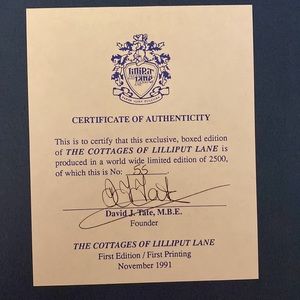 LILLIPUT
LANE
CERTIFICATE OF AUTHENTICITY
This is to certify that this exclusive, boxed edition
of THE COTTAGES OF LILLIPUT LANE is
produced in a world wide limited edition of 2500,
of which this is No: 55
David J. Tate, M.B.E.
Founder
THE COTTAGES OF LILLIPUT LANE
First Edition / First Printing
November 1991